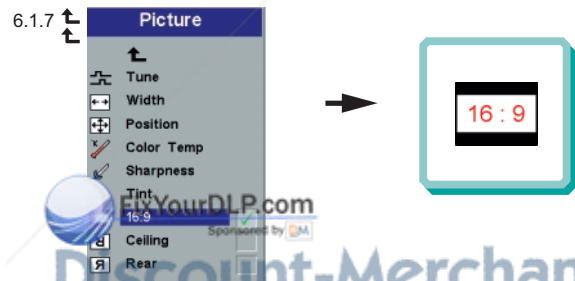 6.1.7
Picture
Tune
Width
Position
Color Temp
Sharpness
Tint
16:9
Ceiling
Rear
16 : 9
FixYourDLP.com
Sponsored by DM
Discount-Merchan